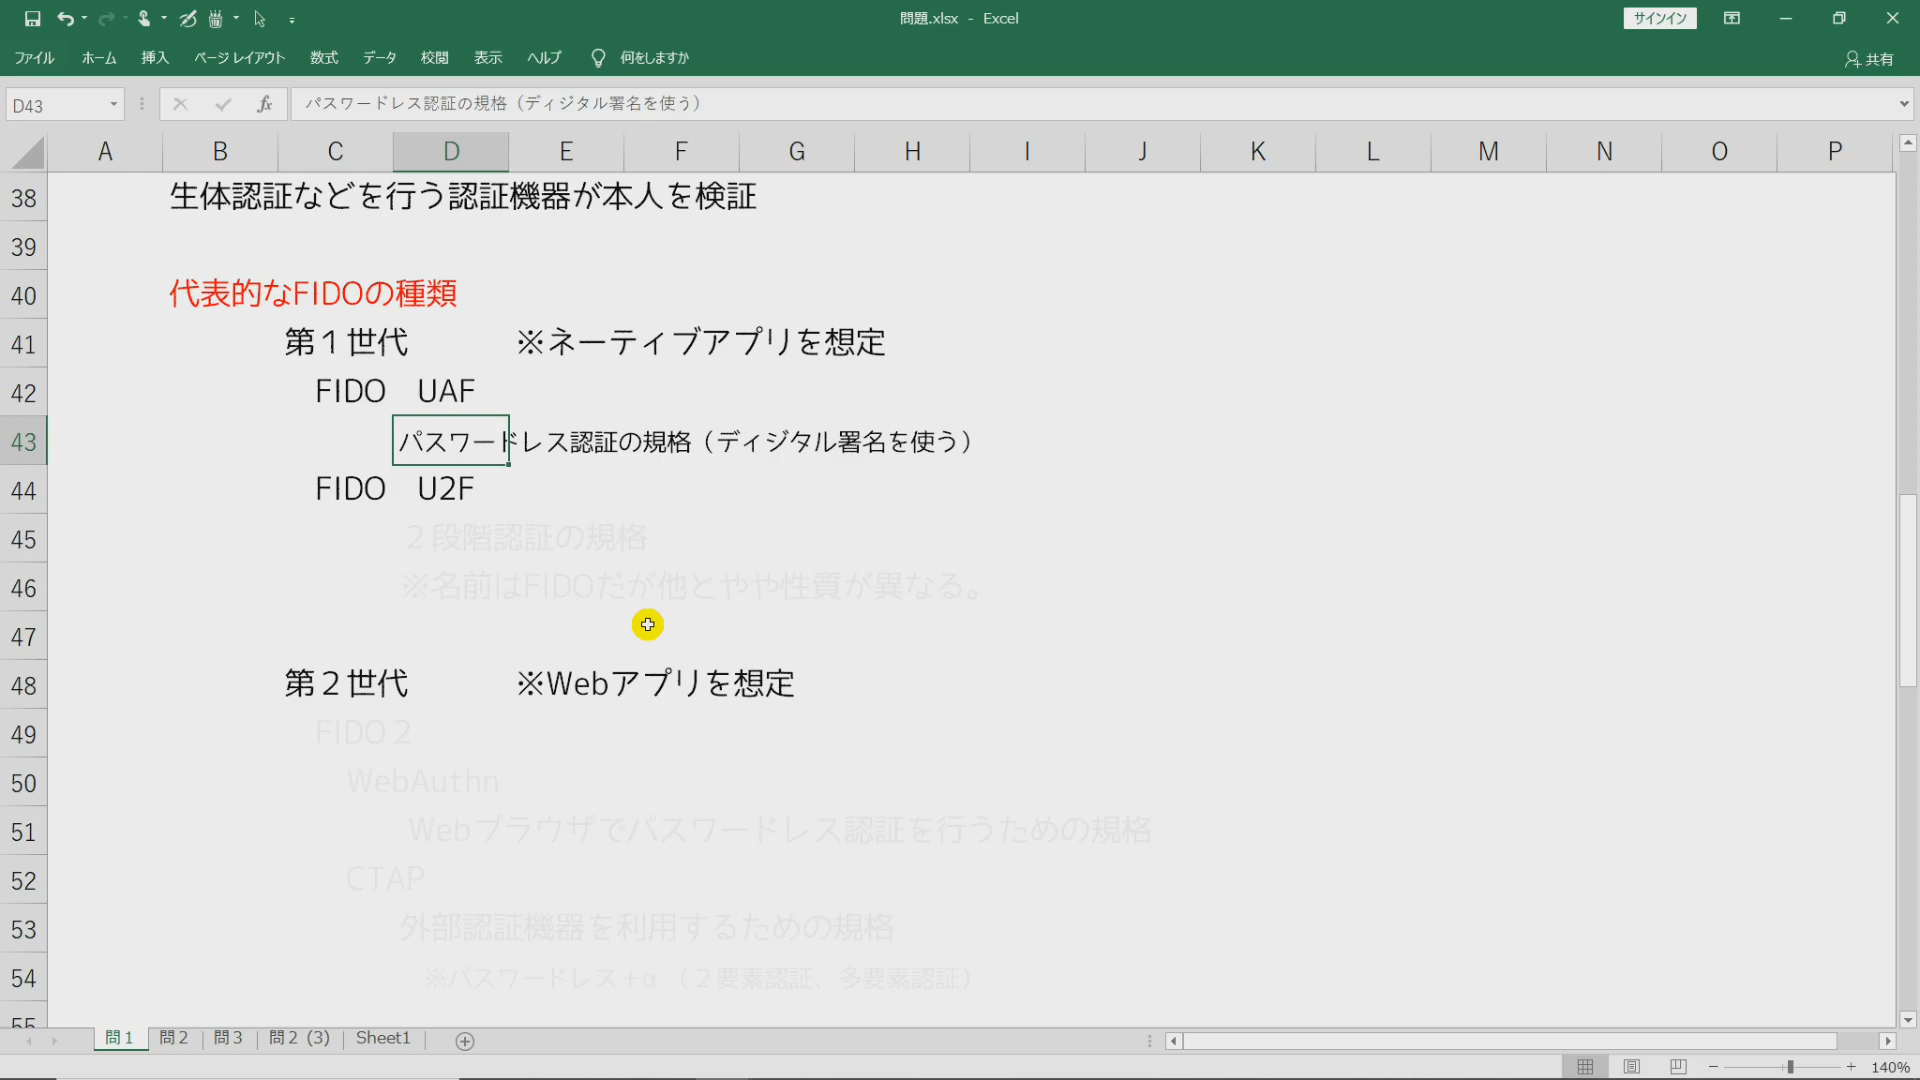 問題.xlsx - Excel
サインイン
ファイル ホーム 挿入 ページ レイアウト 数式 データ 校閲 表示 ヘルプ 何をしますか 共有
D43 fx パスワードレス認証の規格（ディジタル署名を使う）
A B C D E F G H I J K L M N O P
38 生体認証などを行う認証機器が本人を検証
39
40 代表的なFIDOの種類
41 第１世代 ※ネーティブアプリを想定
42 FIDO UAF
43 パスワードレス認証の規格（ディジタル署名を使う）
44 FIDO U2F
45 ２段階認証の規格
46 ※名前はFIDOだが他とやや性質が異なる。
47
48 第２世代 ※Webアプリを想定
49 FIDO２
50 WebAuthn
51 Webブラウザでパスワードレス認証を行うための規格
52 CTAP
53 外部認証機器を利用するための規格
54 ※パスワードレス＋α （２要素認証、多要素認証）
55
問１ 問２ 問３ 問２ (3) Sheet1
140%